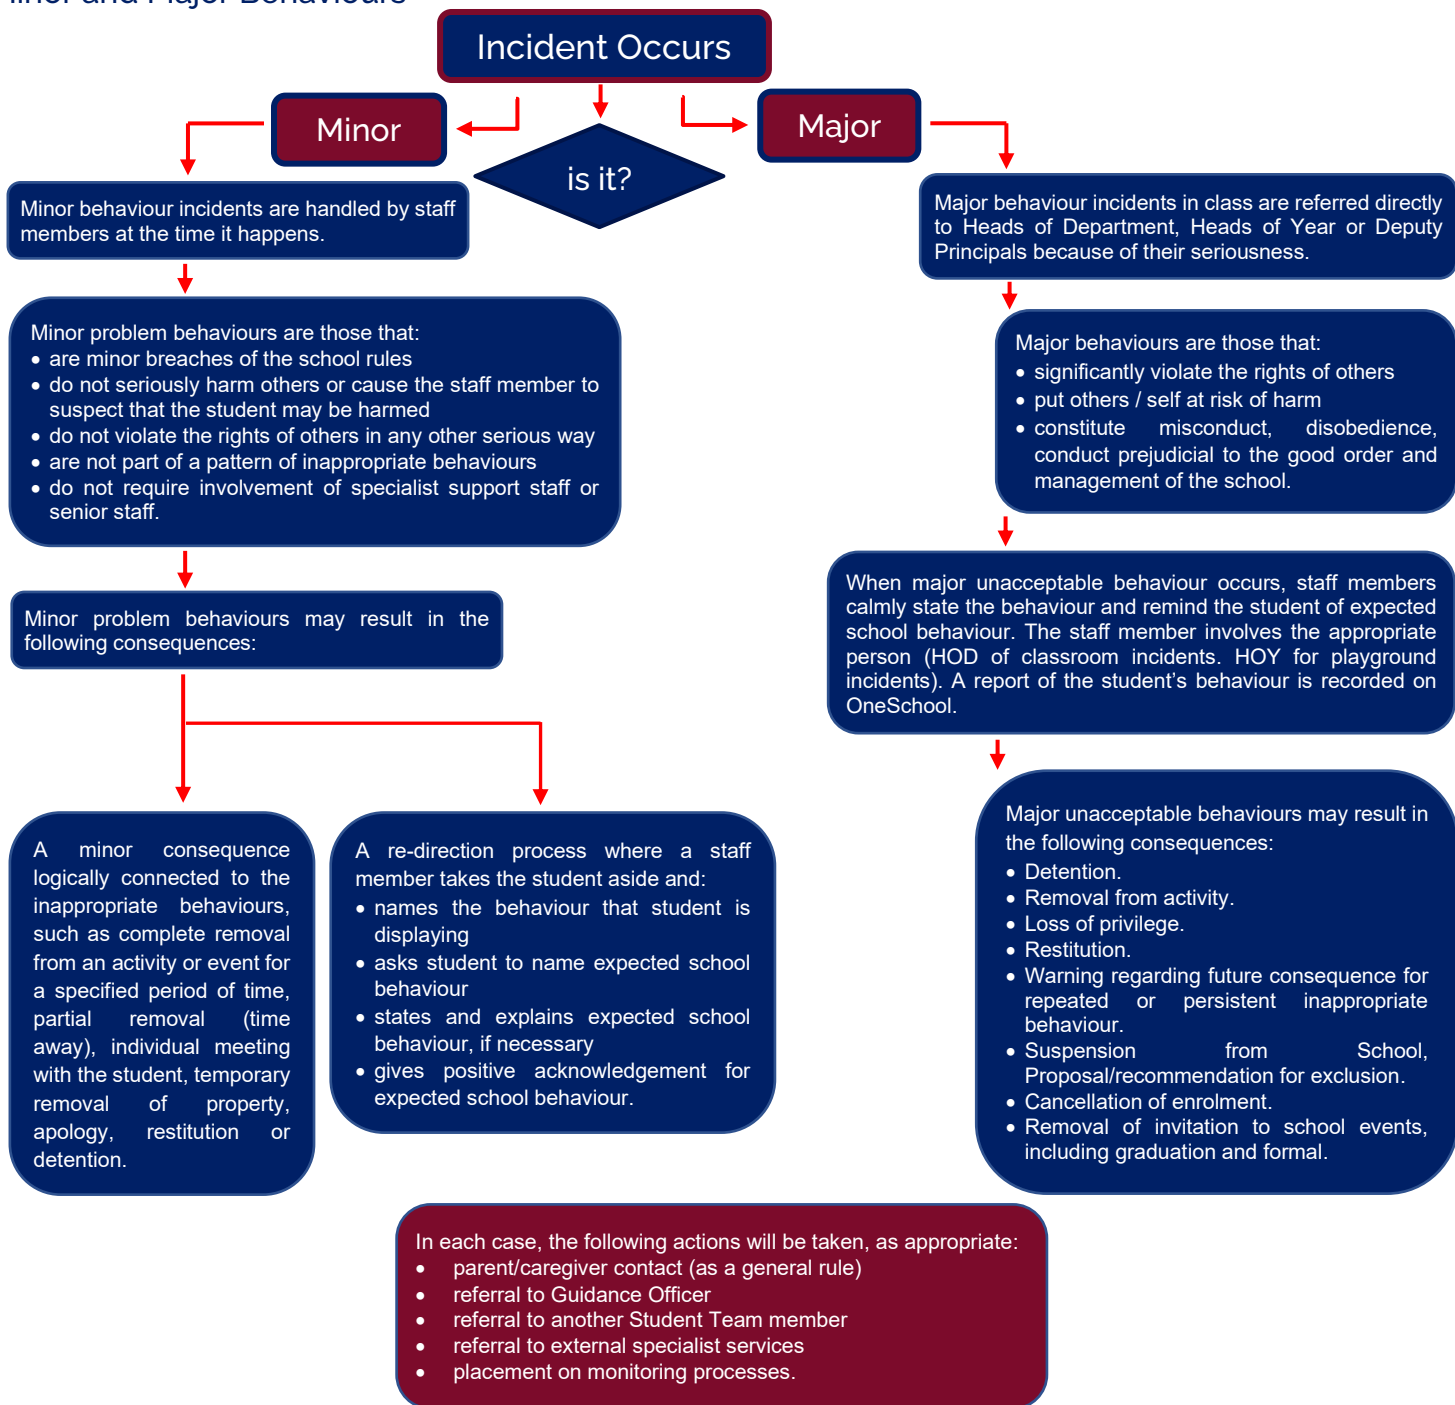 and Major Behaviours
Incident Occurs
Minor
is it?
Major
Minor behaviour incidents are handled by staff
members at the time it happens.
Minor problem behaviours are those that:
• are minor breaches of the school rules
• do not seriously harm others or cause the staff member to
suspect that the student may be harmed
• do not violate the rights of others in any other serious way
• are not part of a pattern of inappropriate behaviours
• do not require involvement of specialist support staff or
senior staff.
Minor problem behaviours may result in the
following consequences:
A minor consequence
logically connected to the
inappropriate behaviours,
such as complete removal
from an activity or event for
a specified period of time,
partial removal (time
away), individual meeting
with the student, temporary
removal of property,
apology, restitution or
detention.
A re-direction process where a staff
member takes the student aside and:
• names the behaviour that student is
displaying
• asks student to name expected school
behaviour
• states and explains expected school
behaviour, if necessary
• gives positive acknowledgement for
expected school behaviour.
Major behaviour incidents in class are referred directly
to Heads of Department, Heads of Year or Deputy
Principals because of their seriousness.
Major behaviours are those that:
• significantly violate the rights of others
• put others / self at risk of harm
• constitute misconduct, disobedience,
conduct prejudicial to the good order and
management of the school.
When major unacceptable behaviour occurs, staff members
calmly state the behaviour and remind the student of expected
school behaviour. The staff member involves the appropriate
person (HOD of classroom incidents. HOY for playground
incidents). A report of the student's behaviour is recorded on
OneSchool.
Major unacceptable behaviours may result in
the following consequences:
• Detention.
• Removal from activity.
• Loss of privilege.
• Restitution.
• Warning regarding future consequence for
repeated or persistent inappropriate
behaviour.
• Suspension from School,
Proposal/recommendation for exclusion.
• Cancellation of enrolment.
• Removal of invitation to school events,
including graduation and formal.
In each case, the following actions will be taken, as appropriate:
• parent/caregiver contact (as a general rule)
• referral to Guidance Officer
• referral to another Student Team member
• referral to external specialist services
• placement on monitoring processes.